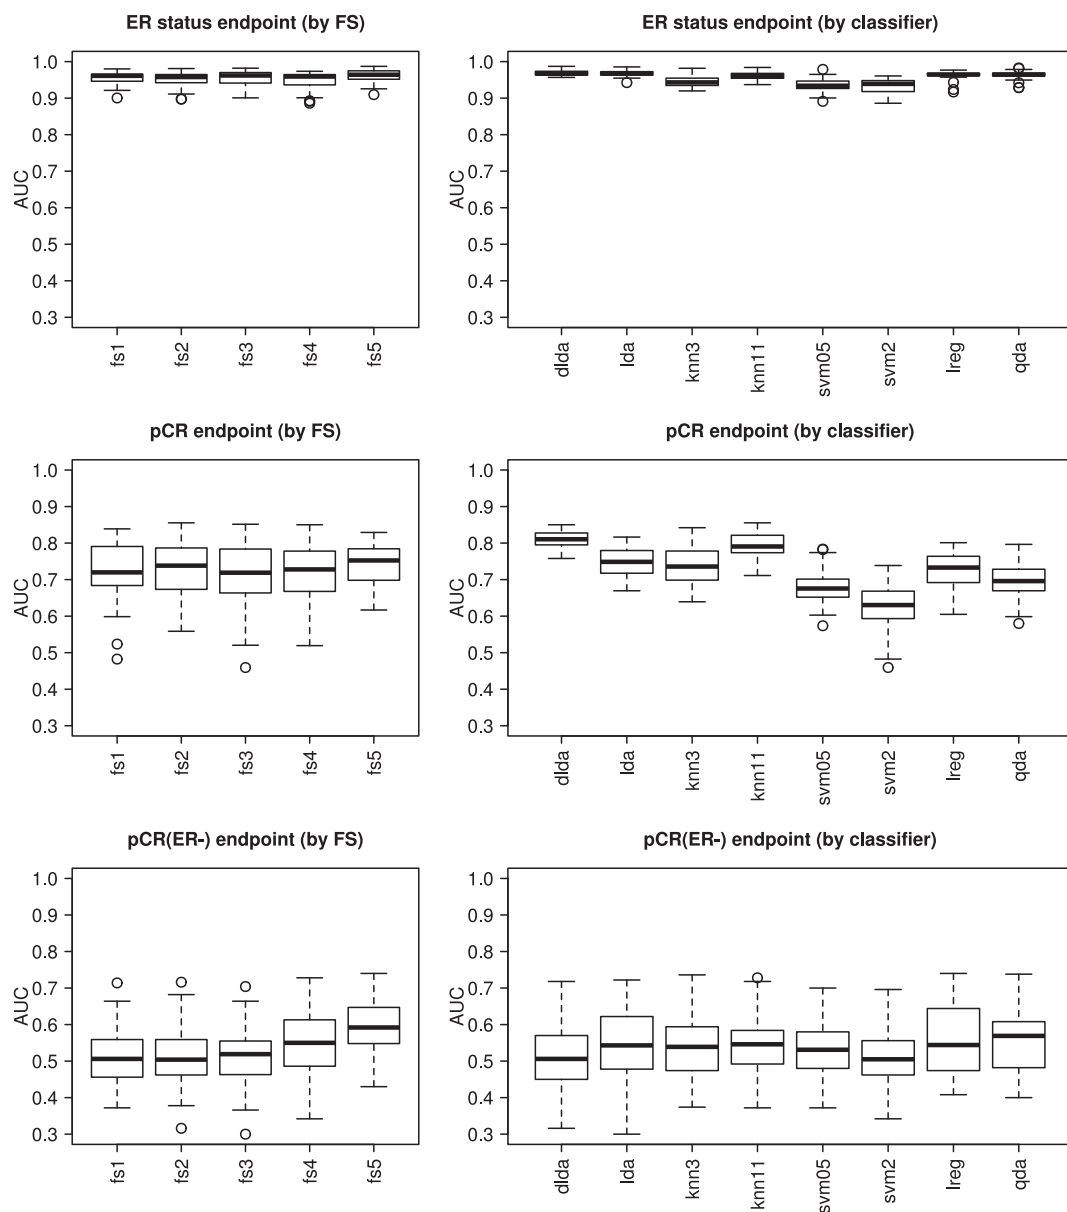 ER status endpoint (by FS)
AUC
1.0
0.9
0.8
0.7
0.6
0.5
0.4
0.3
fs1
fs2
fs3
fs4
fs5
ER status endpoint (by classifier)
AUC
1.0
0.9
0.8
0.7
0.6
0.5
0.4
0.3
dlda
lda
knn3
knn11
svm05
svm2
lreg
qda
pCR endpoint (by FS)
AUC
1.0
0.9
0.8
0.7
0.6
0.5
0.4
0.3
fs1
fs2
fs3
fs4
fs5
pCR endpoint (by classifier)
AUC
1.0
0.9
0.8
0.7
0.6
0.5
0.4
0.3
dlda
lda
knn3
knn11
svm05
svm2
lreg
qda
pCR(ER-) endpoint (by FS)
AUC
1.0
0.9
0.8
0.7
0.6
0.5
0.4
0.3
fs1
fs2
fs3
fs4
fs5
pCR(ER-) endpoint (by classifier)
AUC
1.0
0.9
0.8
0.7
0.6
0.5
0.4
0.3
dlda
lda
knn3
knn11
svm05
svm2
lreg
qda